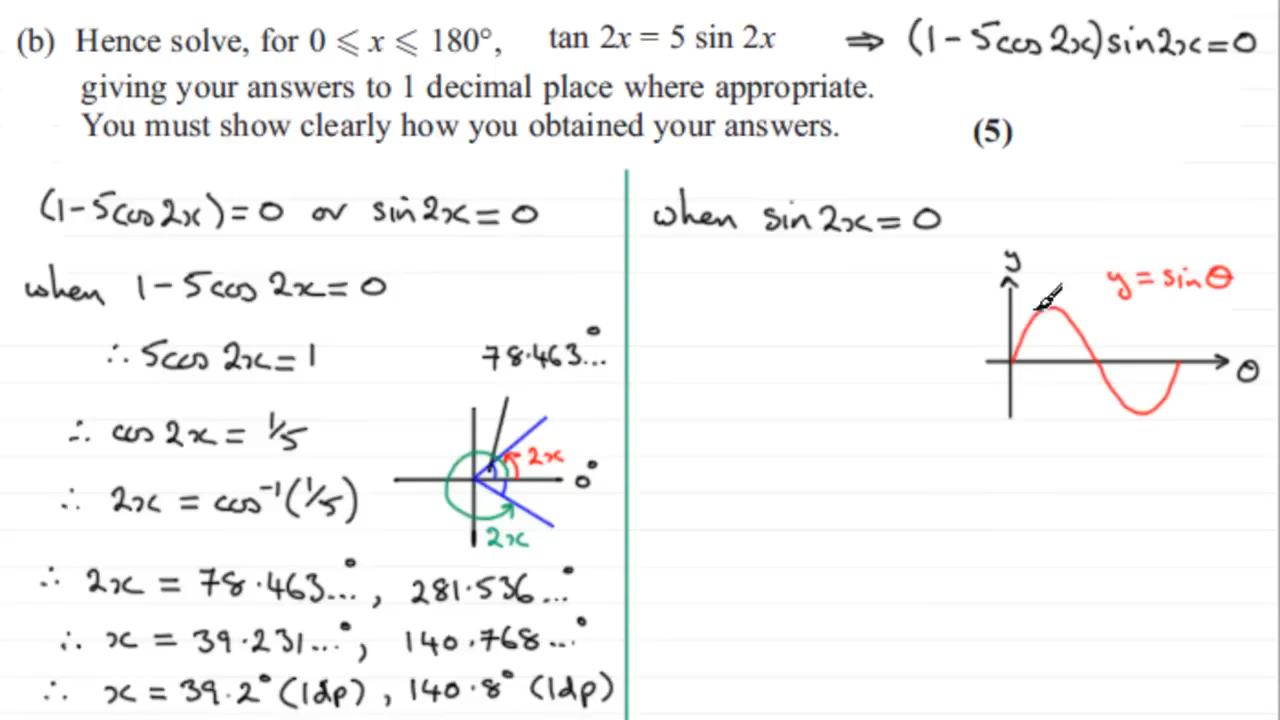 (b) Hence solve, for 0 ⩽ x ⩽ 180°, tan 2x = 5 sin 2x ⇒ (1 - 5cos 2x)sin2x = 0
giving your answers to 1 decimal place where appropriate.
You must show clearly how you obtained your answers. (5)
(1 - 5cos 2x) = 0 or sin 2x = 0
when 1 - 5cos 2x = 0
∴ 5cos 2x = 1
78.463...°
∴ cos 2x = 1/5
2x
0°
∴ 2x = cos⁻¹(1/5)
2x
∴ 2x = 78.463...°, 281.536...°
∴ x = 39.231...°, 140.768...°
∴ x = 39.2° (1dp), 140.8° (1dp)
when sin 2x = 0
y
y = sin θ
θ